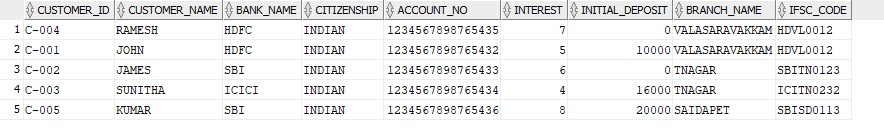 CUSTOMER_ID CUSTOMER_NAME BANK_NAME CITIZENSHIP ACCOUNT_NO INTEREST INITIAL_DEPOSIT BRANCH_NAME IFSC_CODE
1 C-004 RAMESH HDFC INDIAN 1234567898765435 7 0 VALASARAVAKKAM HDVL0012
2 C-001 JOHN HDFC INDIAN 1234567898765432 5 10000 VALASARAVAKKAM HDVL0012
3 C-002 JAMES SBI INDIAN 1234567898765433 6 0 TNAGAR SBITN0123
4 C-003 SUNITHA ICICI INDIAN 1234567898765434 4 16000 TNAGAR ICITN0232
5 C-005 KUMAR SBI INDIAN 1234567898765436 8 20000 SAIDAPET SBISD0113